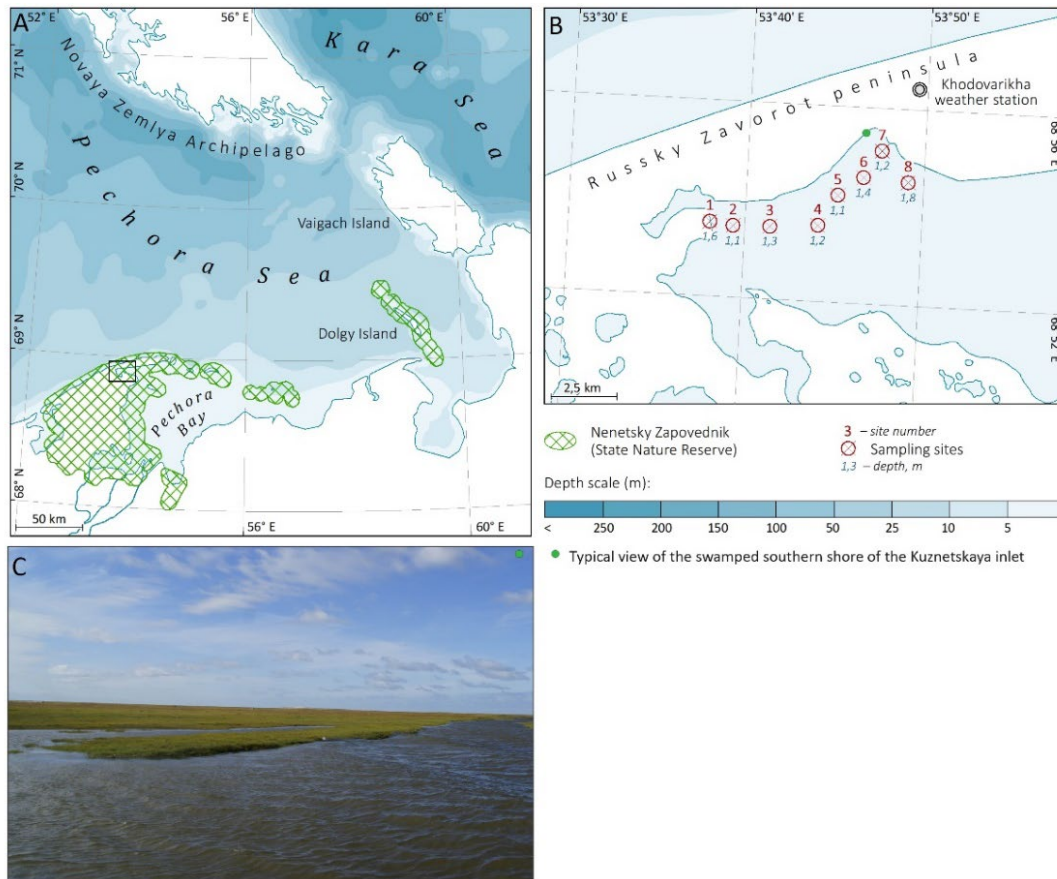 A
52° E
56° E
60° E
71° N
70° N
69° N
68° N
Kara Sea
Novaya Zemlya Archipelago
Pechora Sea
Vaigach Island
Dolgy Island
Pechora
Bay
50 km
56° E
60° E
B
53°30' E
53°40' E
53°50' E
Russky Zavorot peninsula
Khodovarikha
weather station
68 56 E
68 52 E
7
1,2
6
1,4
8
1,8
5
1,1
1
1,6
2
1,1
3
1,3
4
1,2
2,5 km
Nenetsky Zapovednik
(State Nature Reserve)
3 – site number
Sampling sites
1,3 – depth, m
Depth scale (m):
< 250 200 150 100 50 25 10 5
Typical view of the swamped southern shore of the Kuznetskaya inlet
C